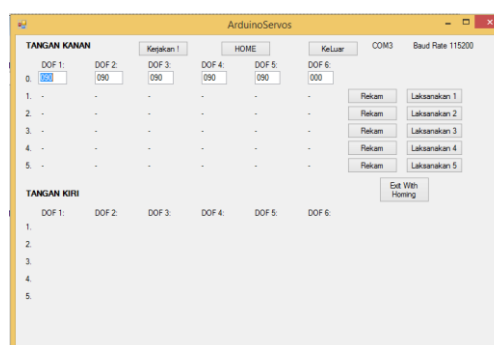 ArduinoServos
TANGAN KANAN Kerjakan ! HOME KeLuar COM3 Baud Rate 115200
DOF 1: DOF 2: DOF 3: DOF 4: DOF 5: DOF 6:
0. 090 090 090 090 090 000
1. - - - - - - Rekam Laksanakan 1
2. - - - - - - Rekam Laksanakan 2
3. - - - - - - Rekam Laksanakan 3
4. - - - - - - Rekam Laksanakan 4
5. - - - - - - Rekam Laksanakan 5
Exit With
Homing
TANGAN KIRI
DOF 1: DOF 2: DOF 3: DOF 4: DOF 5: DOF 6:
1.
2.
3.
4.
5.